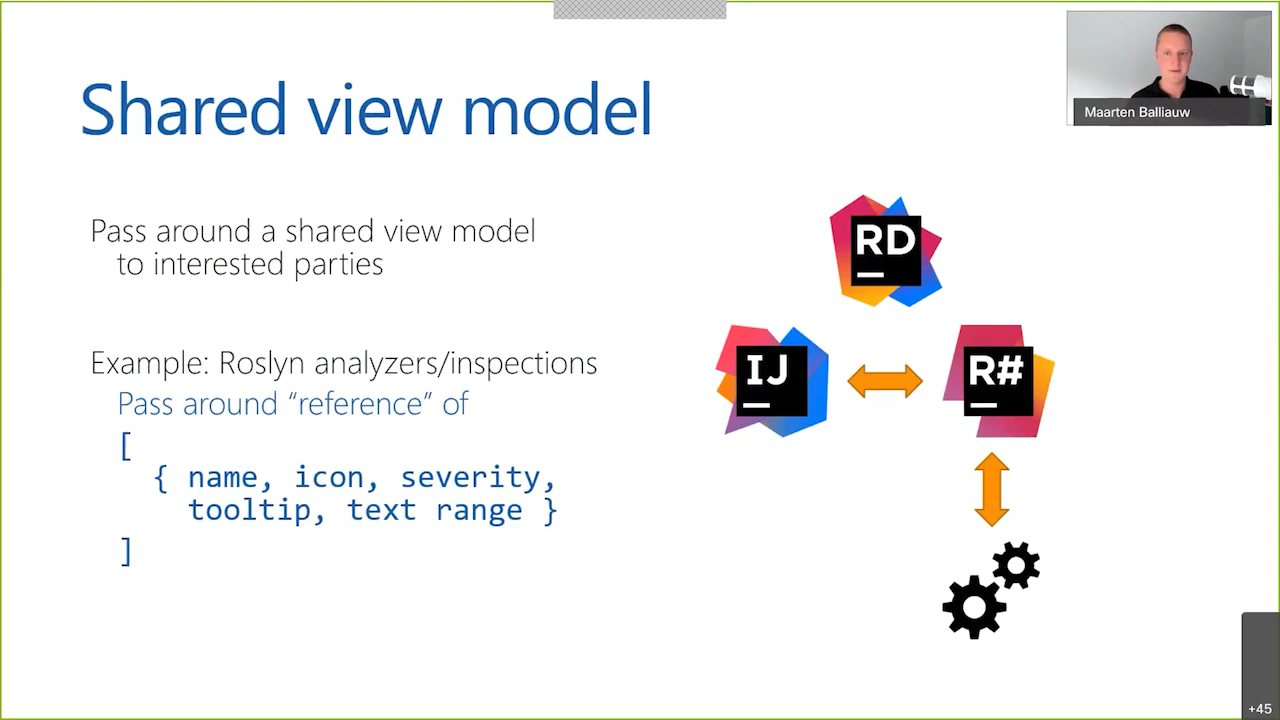 Shared view model
Maarten Balliauw
Pass around a shared view model
to interested parties
Example: Roslyn analyzers/inspections
Pass around “reference” of
[
{ name, icon, severity,
tooltip, text range }
]
RD
IJ
R#
+45